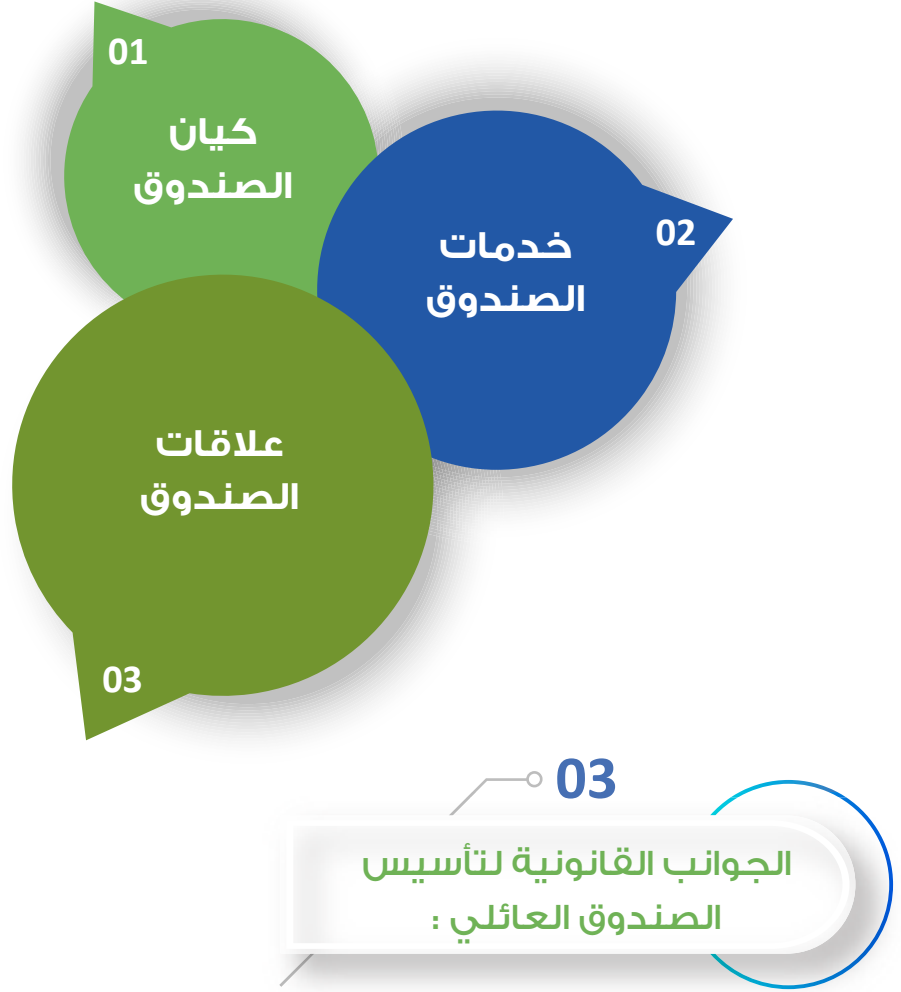 01
كيان
الصندوق
02
خدمات
الصندوق
علاقات
الصندوق
03
03
الجوانب القانونية لتأسيس
الصندوق العائلي :